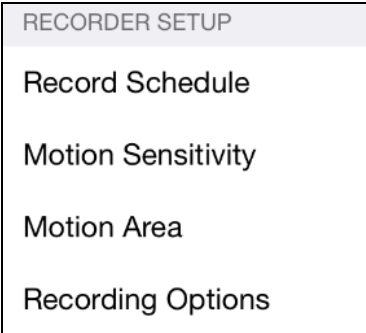 RECORDER SETUP
Record Schedule
Motion Sensitivity
Motion Area
Recording Options